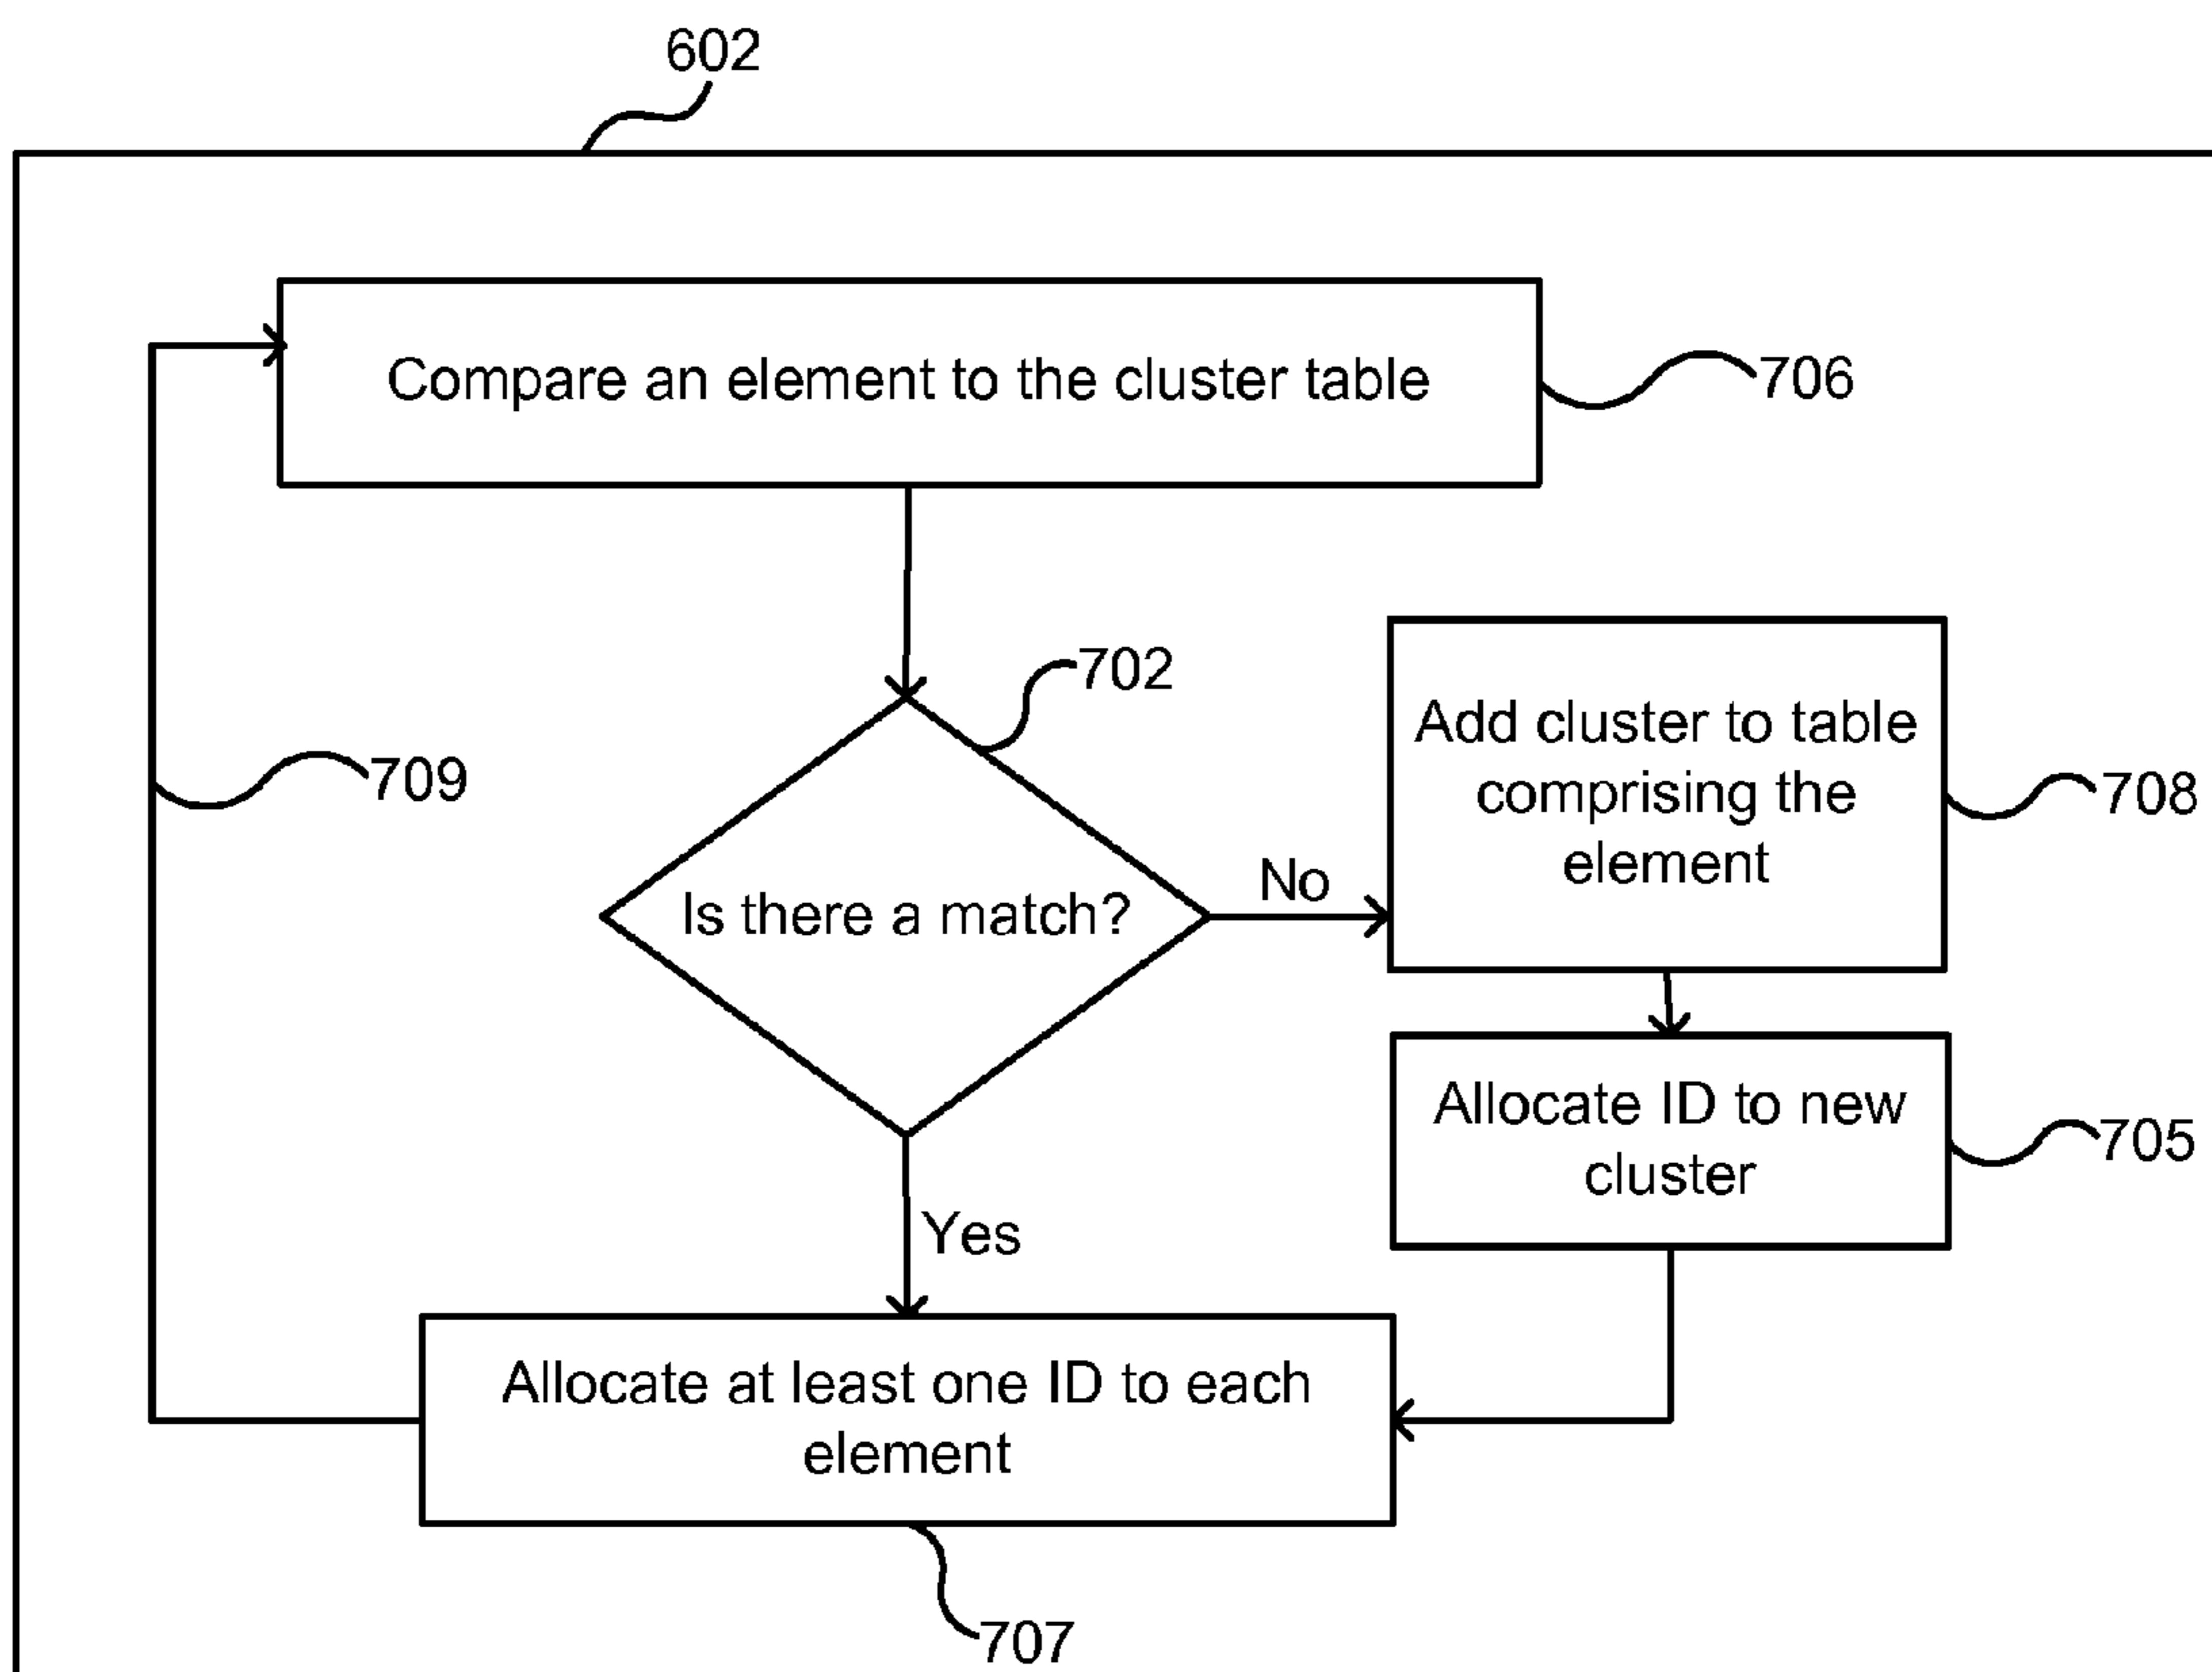 602
Compare an element to the cluster table
706
702
Add cluster to table
comprising the
element
708
709
Is there a match?
No
Allocate ID to new
cluster
705
Yes
Allocate at least one ID to each
element
707